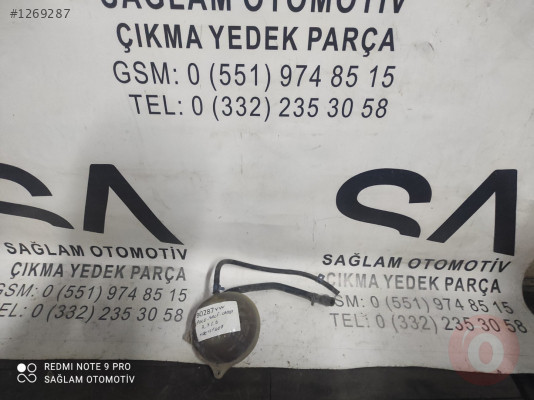 #1269287
SAĞLAM OTOMOTİV
ÇIKMA YEDEK PARÇA
GSM: 0 (551) 974 85 15
TEL: 0 (332) 235 30 58
SA
SA
SAĞLAM OTOMOTİV
ÇIKMA YEDEK PARÇA
GSM: 0 (551) 974 85 15
TEL: 0 (332) 235 30 58
SAĞLAM OTOMOTİV
ÇIKMA YEDEK PARÇA
GSM: 0 (551) 974 85 15
TEL: 0 (332) 235 30 58
REDMI NOTE 9 PRO
SAĞLAM OTOMOTİV